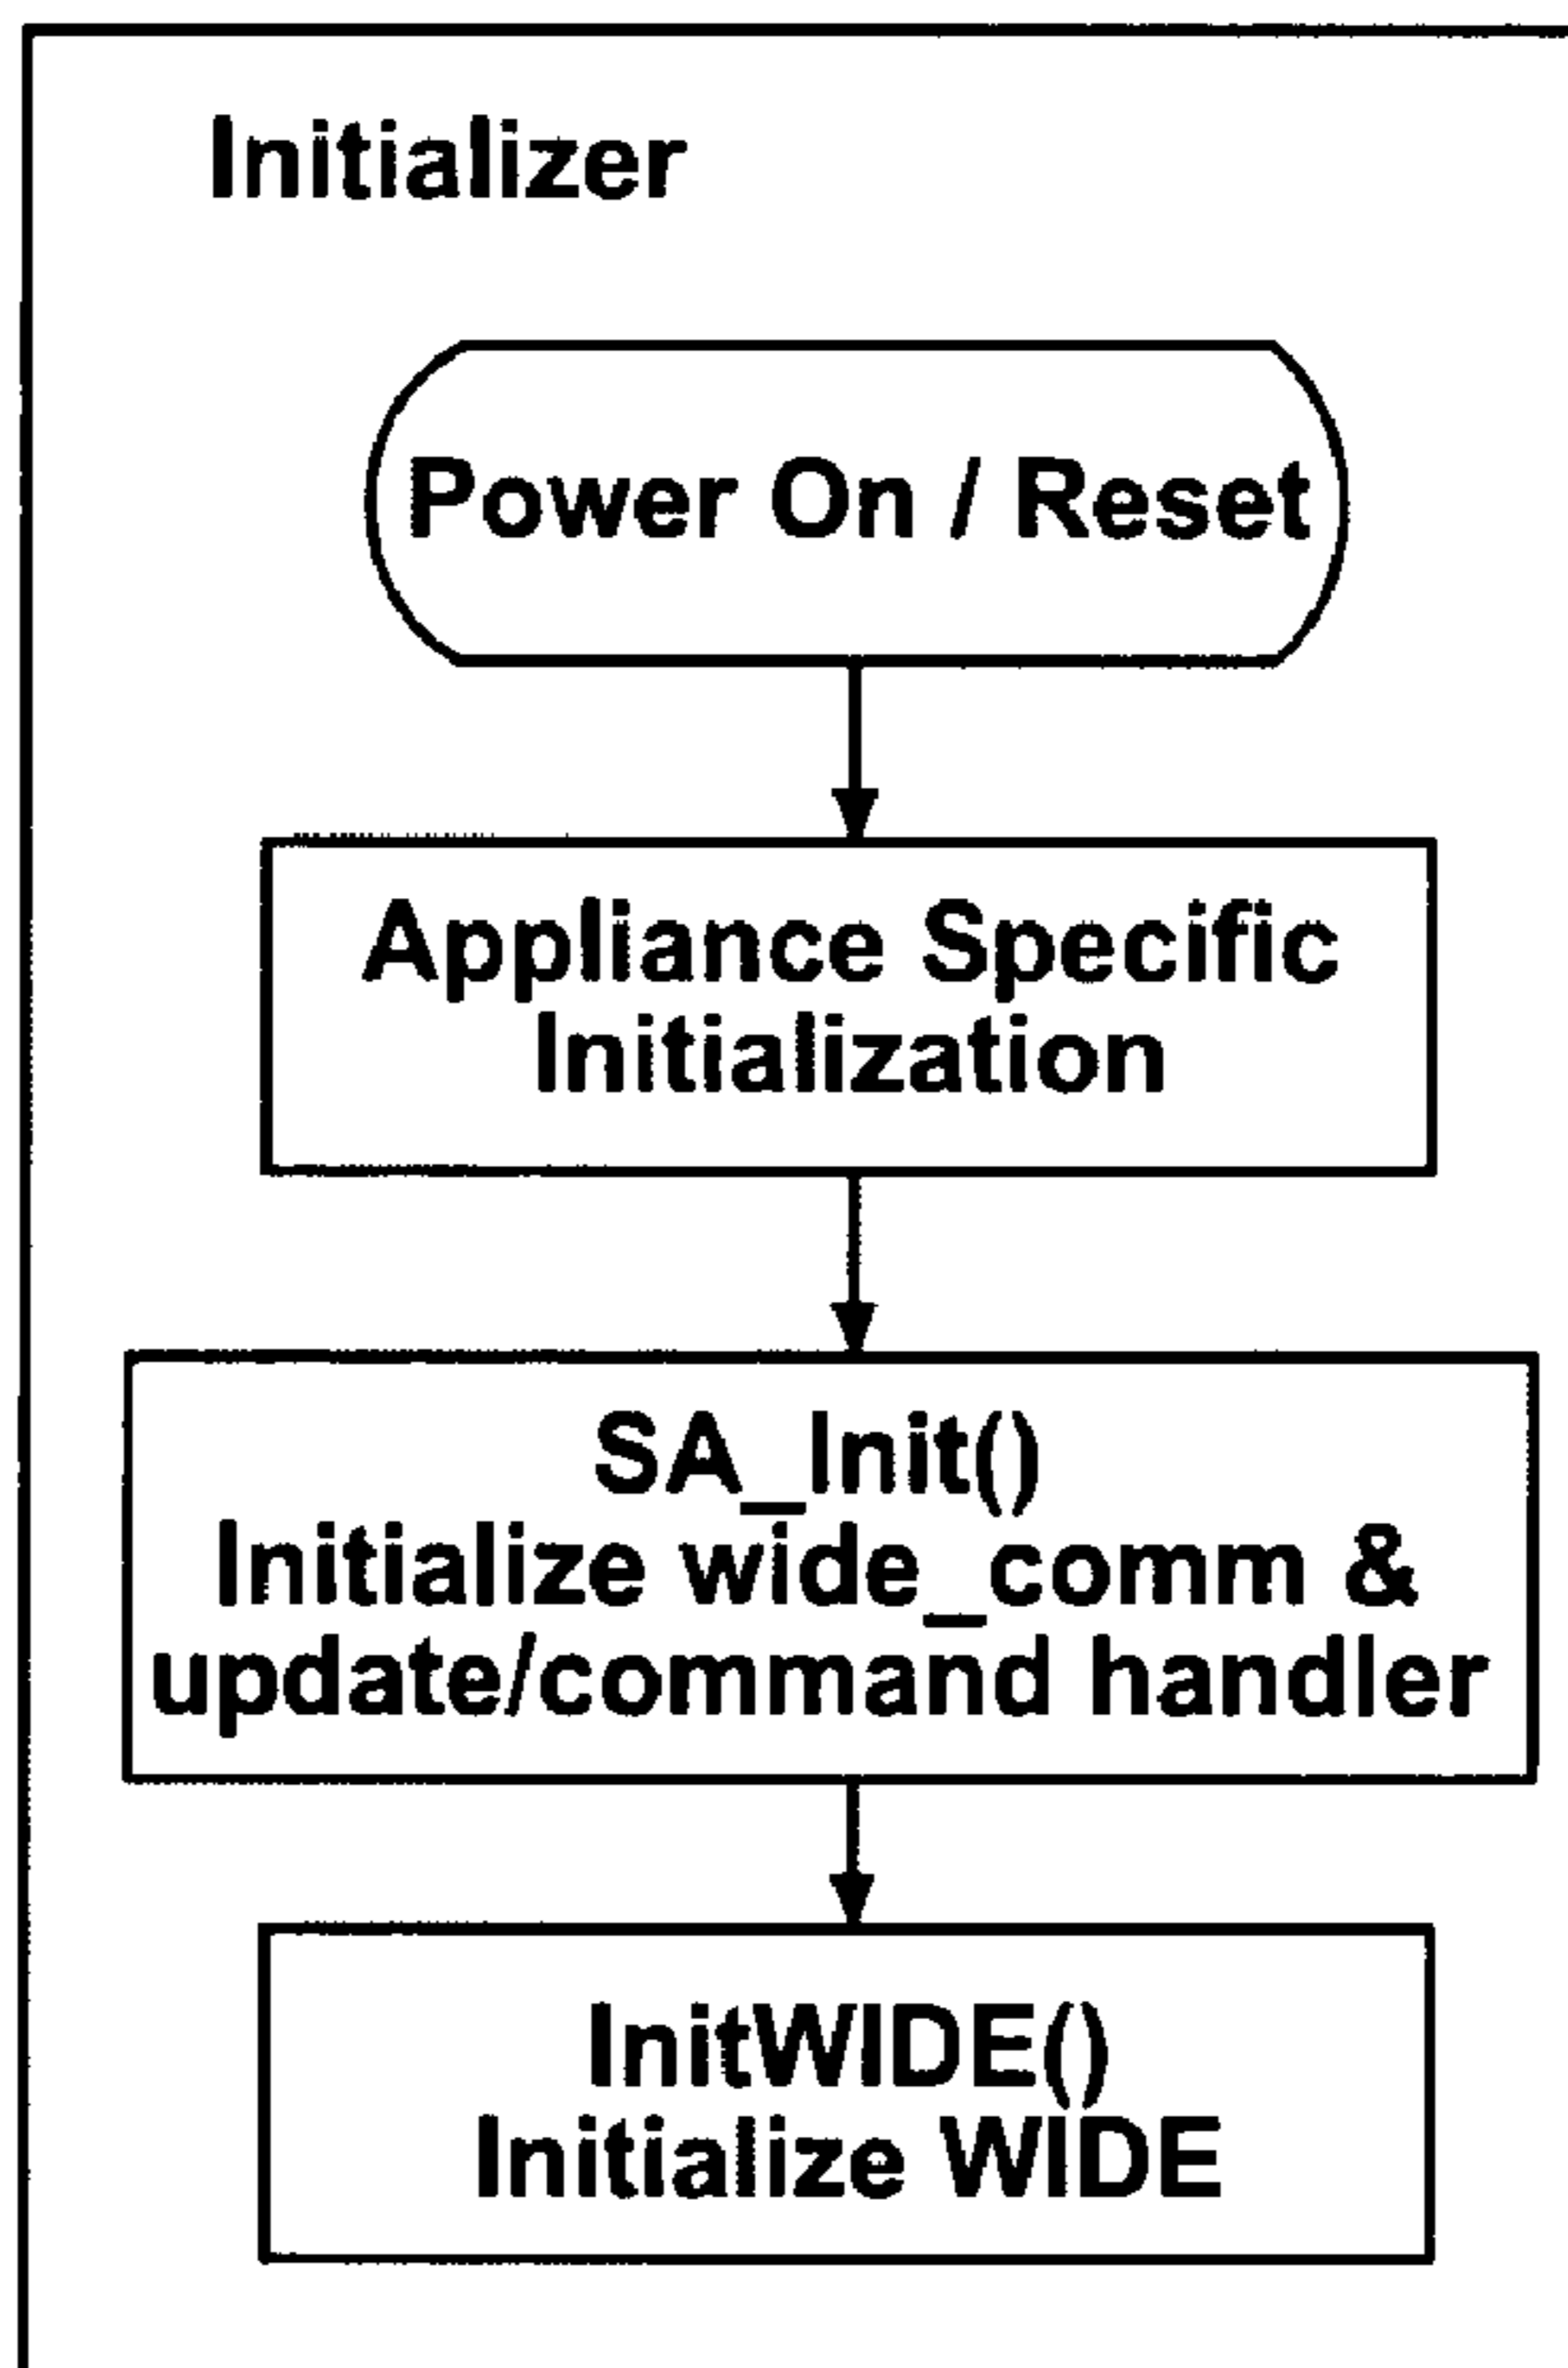 Initializer
Power On / Reset
Appliance Specific
Initialization
SA_Init()
Initialize wide_comm &
update/command handler
InitWIDE()
Initialize WIDE